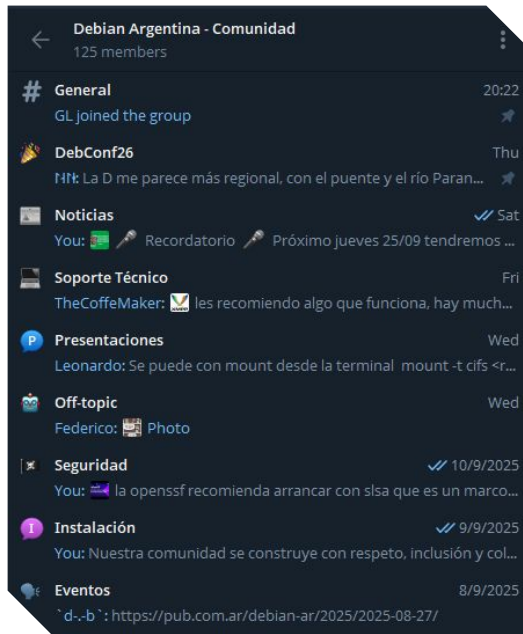 Debian Argentina - Comunidad
125 members
# General 20:22
GL joined the group
DebConf26 Thu
La D me parece más regional, con el puente y el río Paran...
Noticias Sat
You: Recordatorio Próximo jueves 25/09 tendremos ...
Soporte Técnico Fri
TheCoffeMaker: les recomiendo algo que funciona, hay much...
P Presentaciones Wed
Leonardo: Se puede con mount desde la terminal mount -t cifs <r...
Off-topic Wed
Federico: Photo
Seguridad 10/9/2025
You: la openssf recomienda arrancar con slsa que es un marco...
I Instalación 9/9/2025
You: Nuestra comunidad se construye con respeto, inclusión y col...
Eventos 8/9/2025
`d-.-b`: https://pub.com.ar/debian-ar/2025/2025-08-27/